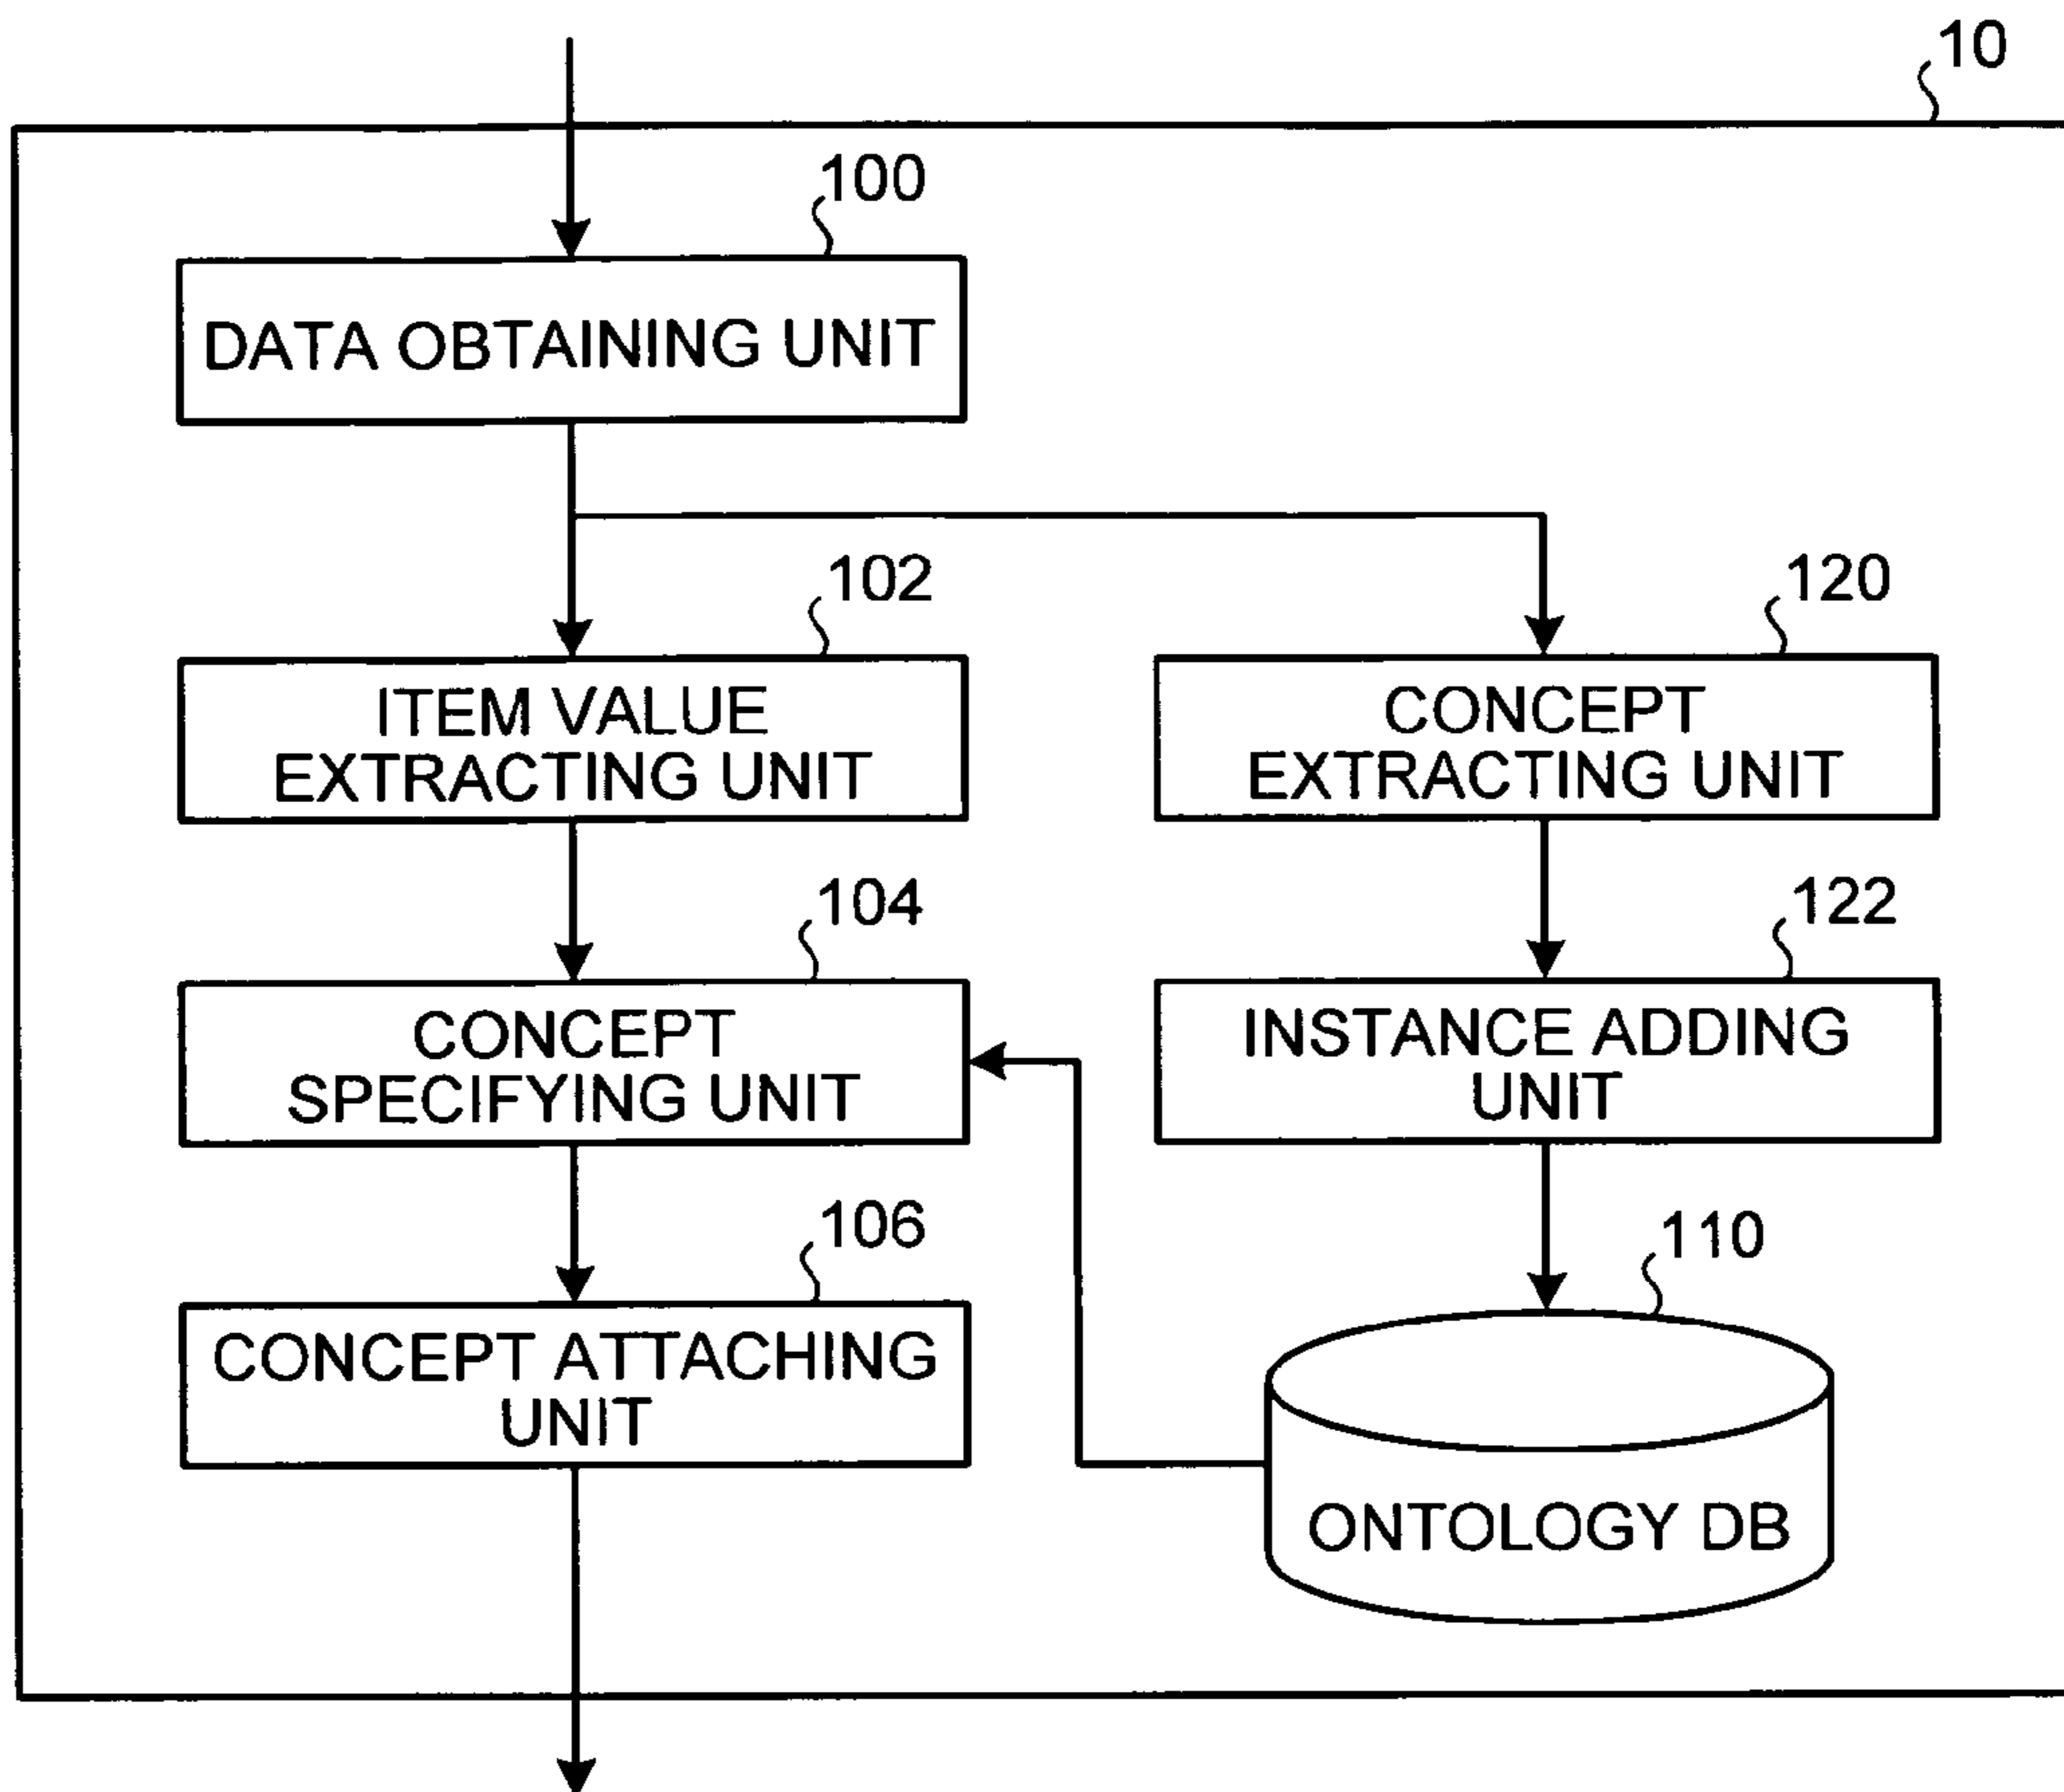 10
100
DATA OBTAINING UNIT
102
ITEM VALUE
EXTRACTING UNIT
120
CONCEPT
EXTRACTING UNIT
104
CONCEPT
SPECIFYING UNIT
122
INSTANCE ADDING
UNIT
106
CONCEPT ATTACHING
UNIT
110
ONTOLOGY DB